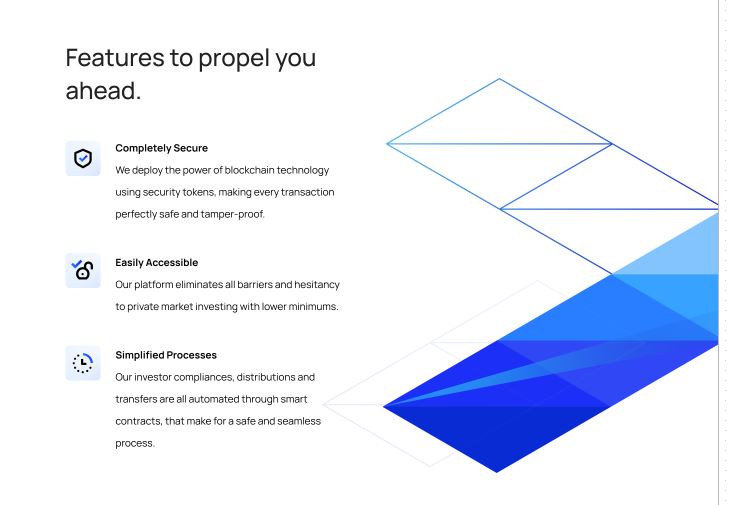 Features to propel you
ahead.
Completely Secure
We deploy the power of blockchain technology
using security tokens, making every transaction
perfectly safe and tamper-proof.
Easily Accessible
Our platform eliminates all barriers and hesitancy
to private market investing with lower minimums.
Simplified Processes
Our investor compliances, distributions and
transfers are all automated through smart
contracts, that make for a safe and seamless
process.